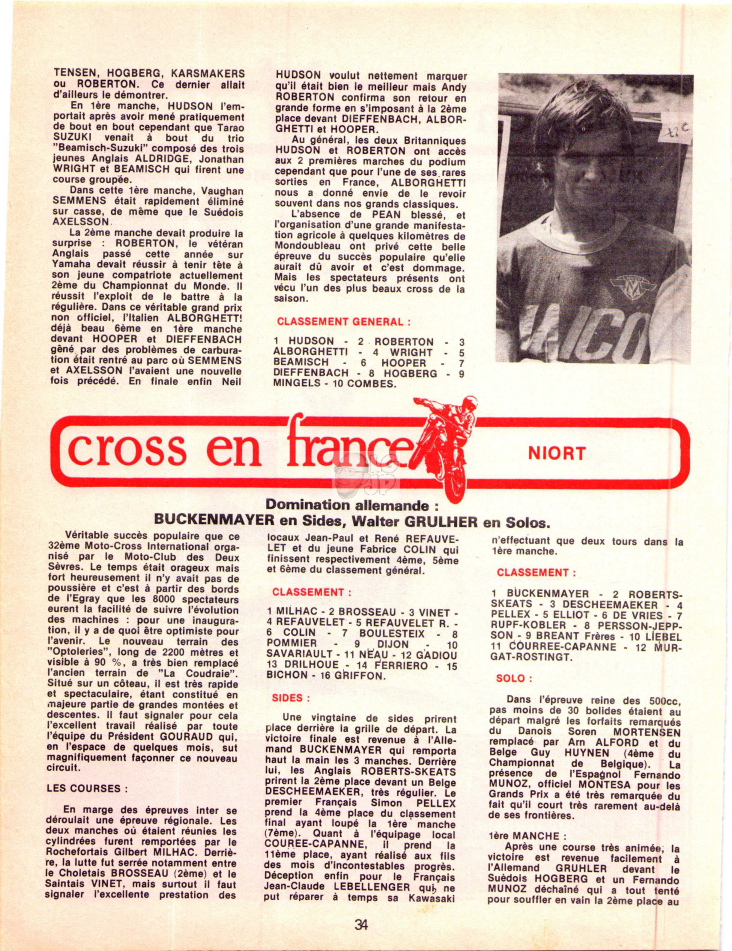 TENSEN, HOGBERG, KARSMAKERS
ou ROBERTON. Ce dernier allait
d'ailleurs le démontrer.
En 1ère manche, HUDSON l'em-
portait après avoir mené pratiquement
de bout en bout cependant que Tarao
SUZUKI venait à bout du trio
"Beamisch-Suzuki" composé des trois
jeunes Anglais ALDRIDGE, Jonathan
WRIGHT et BEAMISCH qui firent une
course groupée.
Dans cette 1ère manche, Vaughan
SEMMENS était rapidement éliminé
sur casse, de même que le Suédois
AXELSSON.
La 2ème manche devait produire la
surprise : ROBERTON, le vétéran
Anglais passé cette année sur
Yamaha devait réussir à tenir tête à
son jeune compatriote actuellement
2ème du Championnat du Monde. Il
réussit l'exploit de le battre à la
régulière. Dans ce véritable grand prix
non officiel, l'Italien ALBORGHETTI
déjà beau 6ème en 1ère manche
devant HOOPER et DIEFFENBACH
gêné par des problèmes de carbura-
tion était rentré au parc où SEMMENS
et AXELSSON l'avaient une nouvelle
fois précédé. En finale enfin Neil
HUDSON voulut nettement marquer
qu'il était bien le meilleur mais Andy
ROBERTON confirma son retour en
grande forme en s'imposant à la 2ème
place devant DIEFFENBACH, ALBOR-
GHETTI et HOOPER.
Au général, les deux Britanniques
HUDSON et ROBERTON ont accès
aux 2 premières marches du podium
cependant que pour l'une de ses rares
sorties en France, ALBORGHETTI
nous a donné envie de le revoir
souvent dans nos grands classiques.
L'absence de PEAN blessé, et
l'organisation d'une grande manifesta-
tion agricole à quelques kilomètres de
Mondoubleau ont privé cette belle
épreuve du succès populaire qu'elle
aurait dû avoir et c'est dommage.
Mais les spectateurs présents ont
vécu l'un des plus beaux cross de la
saison.
CLASSEMENT GENERAL :
1 HUDSON - 2 ROBERTON - 3
ALBORGHETTI - 4 WRIGHT - 5
BEAMISCH - 6 HOOPER - 7
DIEFFENBACH - 8 HOGBERG - 9
MINGELS - 10 COMBES.
MAICO
cross en france
NIORT
Domination allemande :
BUCKENMAYER en Sides, Walter GRULHER en Solos.
Véritable succès populaire que ce
32ème Moto-Cross International orga-
nisé par le Moto-Club des Deux
Sèvres. Le temps était orageux mais
fort heureusement il n'y avait pas de
poussière et c'est à partir des bords
de l'Egray que les 8000 spectateurs
eurent la facilité de suivre l'évolution
des machines : pour une inaugura-
tion, il y a de quoi être optimiste pour
l'avenir. Le nouveau terrain des
"Optoleries", long de 2200 mètres et
visible à 90 %, a très bien remplacé
l'ancien terrain de "La Coudraie".
Situé sur un côteau, il est très rapide
et spectaculaire, étant constitué en
majeure partie de grandes montées et
descentes. Il faut signaler pour cela
l'excellent travail réalisé par toute
l'équipe du Président GOURAUD qui,
en l'espace de quelques mois, sut
magnifiquement façonner ce nouveau
circuit.
LES COURSES :
En marge des épreuves inter se
déroulait une épreuve régionale. Les
deux manches où étaient réunies les
cylindrées furent remportées par le
Rochefortais Gilbert MILHAC. Derriè-
re, la lutte fut serrée notamment entre
le Choletais BROSSEAU (2ème) et le
Saintais VINET, mais surtout il faut
signaler l'excellente prestation des
locaux Jean-Paul et René REFAUVE-
LET et du jeune Fabrice COLIN qui
finissent respectivement 4ème, 5ème
et 6ème du classement général.
CLASSEMENT :
1 MILHAC - 2 BROSSEAU - 3 VINET -
4 REFAUVELET - 5 REFAUVELET R. -
6 COLIN - 7 BOULESTEIX - 8
POMMIER - 9 DIJON - 10
SAVARIAULT - 11 NEAU - 12 GADIOU
13 DRILHOUE - 14 FERRIERO - 15
BICHON - 16 GRIFFON.
SIDES :
Une vingtaine de sides prirent
place derrière la grille de départ. La
victoire finale est revenue à l'Alle-
mand BUCKENMAYER qui remporta
haut la main les 3 manches. Derrière
lui, les Anglais ROBERTS-SKEATS
prirent la 2ème place devant un Belge
DESCHEEMAEKER, très régulier. Le
premier Français Simon PELLEX
prend la 4ème place du classement
final ayant loupé la 1ère manche
(7ème). Quant à l'équipage local
COUREE-CAPANNE, il prend la
11ème place, ayant réalisé aux fils
des mois d'incontestables progrès.
Déception enfin pour le Français
Jean-Claude LEBELLENGER qui, ne
put réparer à temps sa Kawasaki
n'effectuant que deux tours dans la
1ère manche.
CLASSEMENT :
1 BUCKENMAYER - 2 ROBERTS-
SKEATS - 3 DESCHEEMAEKER - 4
PELLEX - 5 ELLIOT - 6 DE VRIES - 7
RUPF-KOBLER - 8 PERSSON-JEPP-
SON - 9 BREANT Frères - 10 LIEBEL
11 COURREE-CAPANNE - 12 MUR-
GAT-ROSTINGT.
SOLO :
Dans l'épreuve reine des 500cc,
pas moins de 30 bolides étaient au
départ malgré les forfaits remarqués
du Danois Soren MORTENSEN
remplacé par Arn ALFORD et du
Belge Guy HUYNEN (4ème du
Championnat de Belgique). La
présence de l'Espagnol Fernando
MUNOZ, officiel MONTESA pour les
Grands Prix a été très remarquée du
fait qu'il court très rarement au-delà
de ses frontières.
1ère MANCHE :
Après une course très animée, la
victoire est revenue facilement à
l'Allemand GRUHLER devant le
Suèdois HOGBERG et un Fernando
MUNOZ déchaîné qui a tout tenté
pour souffler en vain la 2ème place au
34